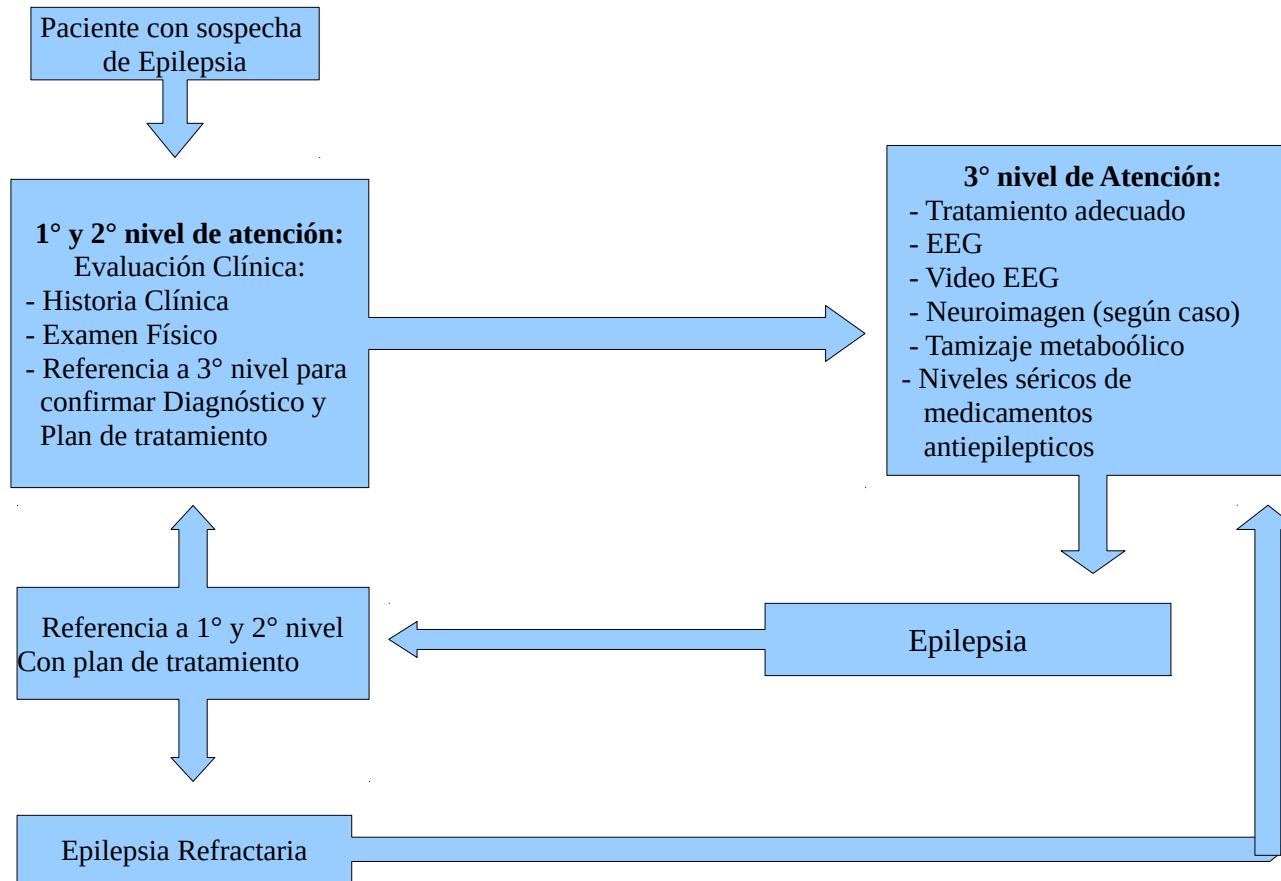 Paciente con sospecha
de Epilepsia
1° y 2° nivel de atención:
Evaluación Clínica:
- Historia Clínica
- Examen Físico
- Referencia a 3° nivel para
confirmar Diagnóstico y
Plan de tratamiento
3° nivel de Atención:
- Tratamiento adecuado
- EEG
- Video EEG
- Neuroimagen (según caso)
- Tamizaje metaboólico
- Niveles séricos de
medicamentos
antiepilepticos
Referencia a 1° y 2° nivel
Con plan de tratamiento
Epilepsia
Epilepsia Refractaria